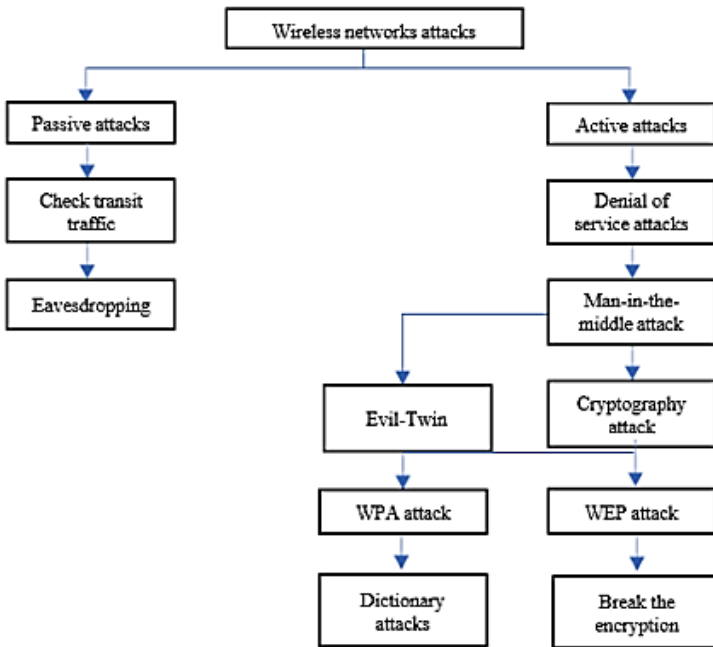 Wireless networks attacks
Passive attacks
Active attacks
Check transit
traffic
Denial of
service attacks
Eavesdropping
Man-in-the-
middle attack
Evil-Twin
Cryptography
attack
WPA attack
WEP attack
Dictionary
attacks
Break the
encryption